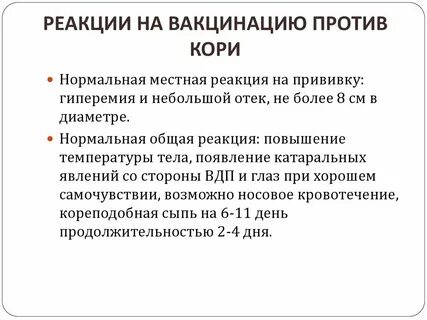 РЕАКЦИИ НА ВАКЦИНАЦИЮ ПРОТИВ
КОРИ
• Нормальная местная реакция на прививку:
гиперемия и небольшой отек, не более 8 см в
диаметре.
• Нормальная общая реакция: повышение
температуры тела, появление катаральных
явлений со стороны ВДП и глаз при хорошем
самочувствии, возможно носовое кровотечение,
кореподобная сыпь на 6-11 день
продолжительностью 2-4 дня.